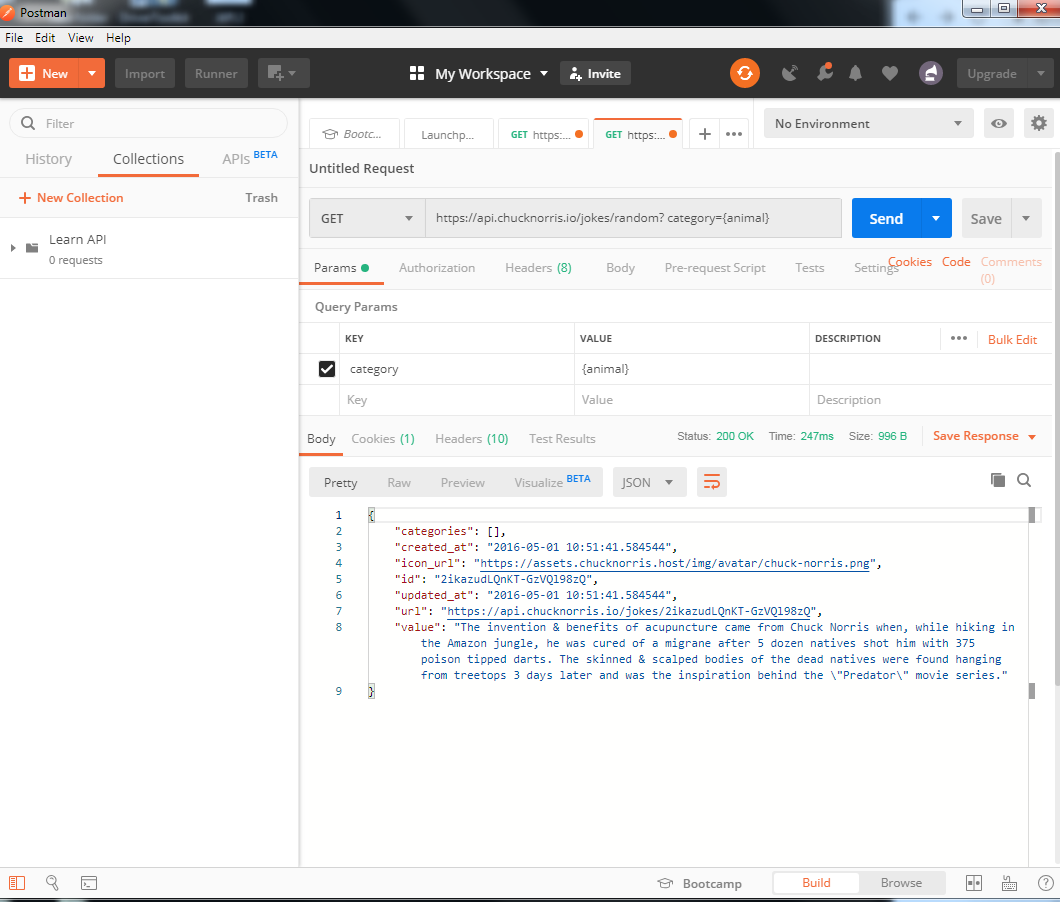 Postman
File Edit View Help
New Import Runner My Workspace Invite Upgrade
Filter
History Collections APIs BETA
New Collection Trash
Learn API
0 requests
Bootc... Launchp... GET https:... GET https:... No Environment
Untitled Request
GET https://api.chucknorris.io/jokes/random? category={animal} Send Save
Params Authorization Headers (8) Body Pre-request Script Tests Settings Cookies Code Comments (0)
Query Params
KEY VALUE DESCRIPTION Bulk Edit
category {animal}
Key Value Description
Body Cookies (1) Headers (10) Test Results Status: 200 OK Time: 247ms Size: 996 B Save Response
Pretty Raw Preview Visualize BETA JSON
1 {
2 "categories": [],
3 "created_at": "2016-05-01 10:51:41.584544",
4 "icon_url": "https://assets.chucknorris.host/img/avatar/chuck-norris.png",
5 "id": "2ikazudLQnKT-GzVQl98zQ",
6 "updated_at": "2016-05-01 10:51:41.584544",
7 "url": "https://api.chucknorris.io/jokes/2ikazudLQnKT-GzVQl98zQ",
8 "value": "The invention & benefits of acupuncture came from Chuck Norris when, while hiking in
the Amazon jungle, he was cured of a migrane after 5 dozen natives shot him with 375
poison tipped darts. The skinned & scalped bodies of the dead natives were found hanging
from treetops 3 days later and was the inspiration behind the \"Predator\" movie series."
9 }
Bootcamp Build Browse